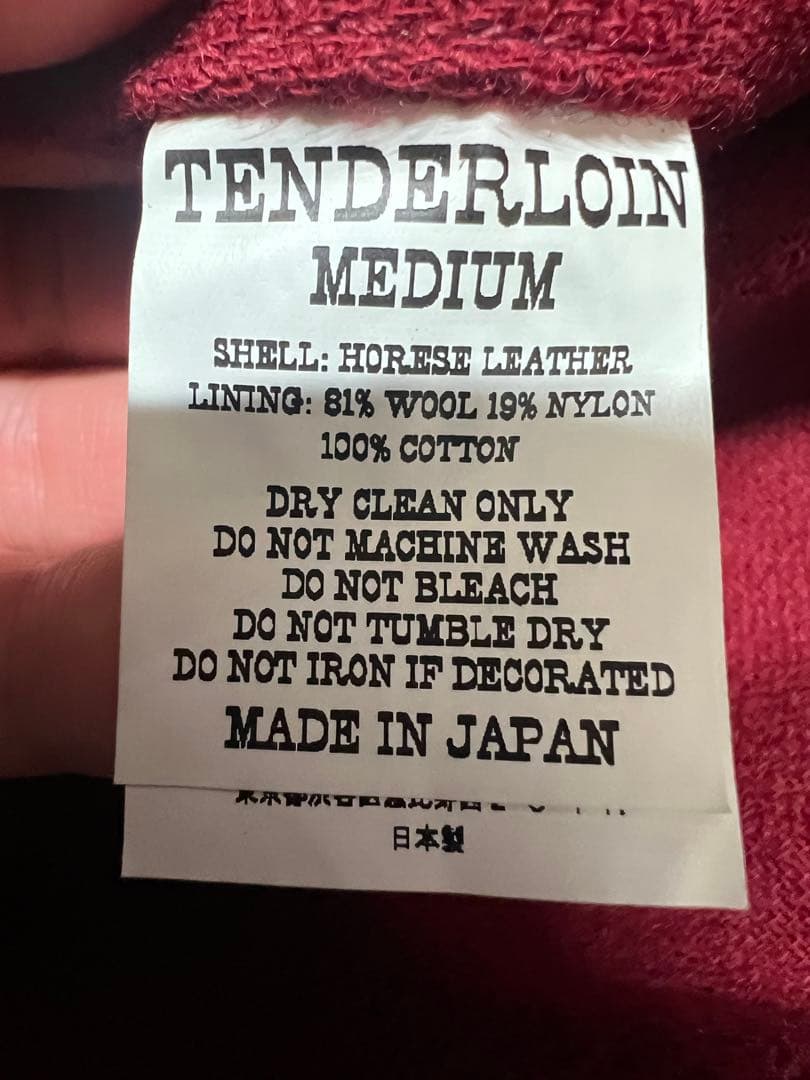 TENDERLOIN
MEDIUM
SHELL: HORESE LEATHER
LINING: 81% WOOL 19% NYLON
100% COTTON
DRY CLEAN ONLY
DO NOT MACHINE WASH
DO NOT BLEACH
DO NOT TUMBLE DRY
DO NOT IRON IF DECORATED
MADE IN JAPAN
日本製